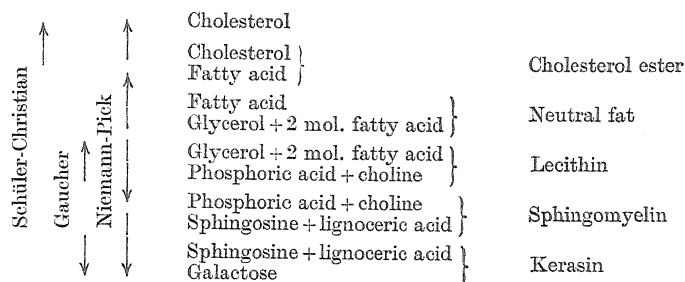 Schüler-Christian
Gaucher
Niemann-Pick
Cholesterol
Cholesterol
Fatty acid
Cholesterol ester
Fatty acid
Glycerol + 2 mol. fatty acid
Neutral fat
Glycerol + 2 mol. fatty acid
Phosphoric acid + choline
Lecithin
Phosphoric acid + choline
Sphingosine + lignoceric acid
Sphingomyelin
Sphingosine + lignoceric acid
Galactose
Kerasin